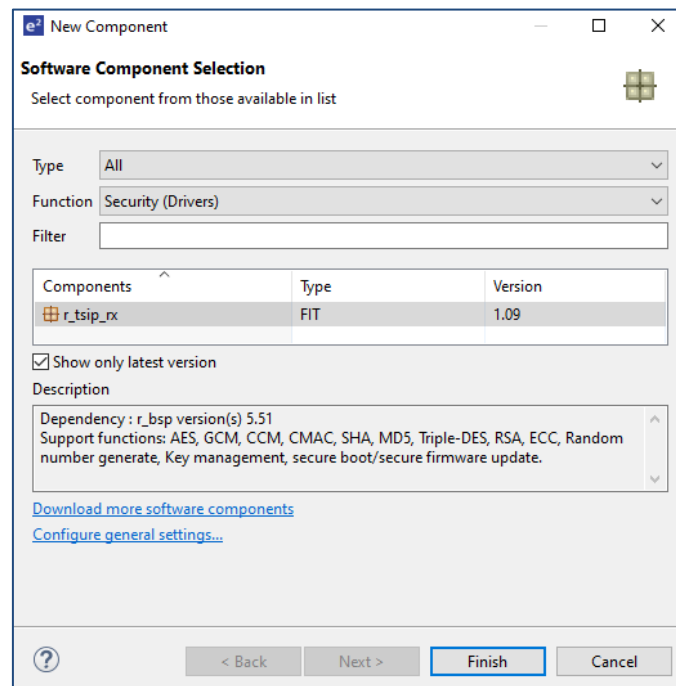 e² New Component
Software Component Selection
Select component from those available in list
Type All
Function Security (Drivers)
Filter
Components Type Version
r_tsip_rx FIT 1.09
Show only latest version
Description
Dependency : r_bsp version(s) 5.51
Support functions: AES, GCM, CCM, CMAC, SHA, MD5, Triple-DES, RSA, ECC, Random
number generate, Key management, secure boot/secure firmware update.
Download more software components
Configure general settings...
? < Back Next > Finish Cancel